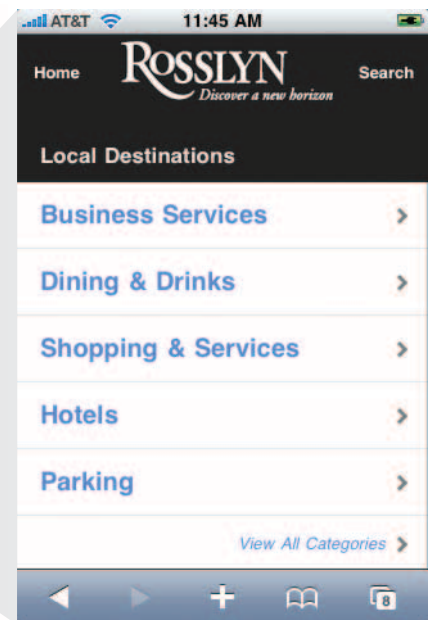 AT&T 11:45 AM
Home ROSSLYN Search
Discover a new horizon
Local Destinations
Business Services
Dining & Drinks
Shopping & Services
Hotels
Parking
View All Categories
8